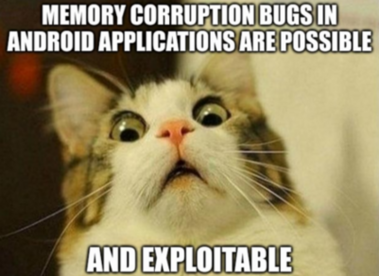 MEMORY CORRUPTION BUGS IN
ANDROID APPLICATIONS ARE POSSIBLE
AND EXPLOITABLE